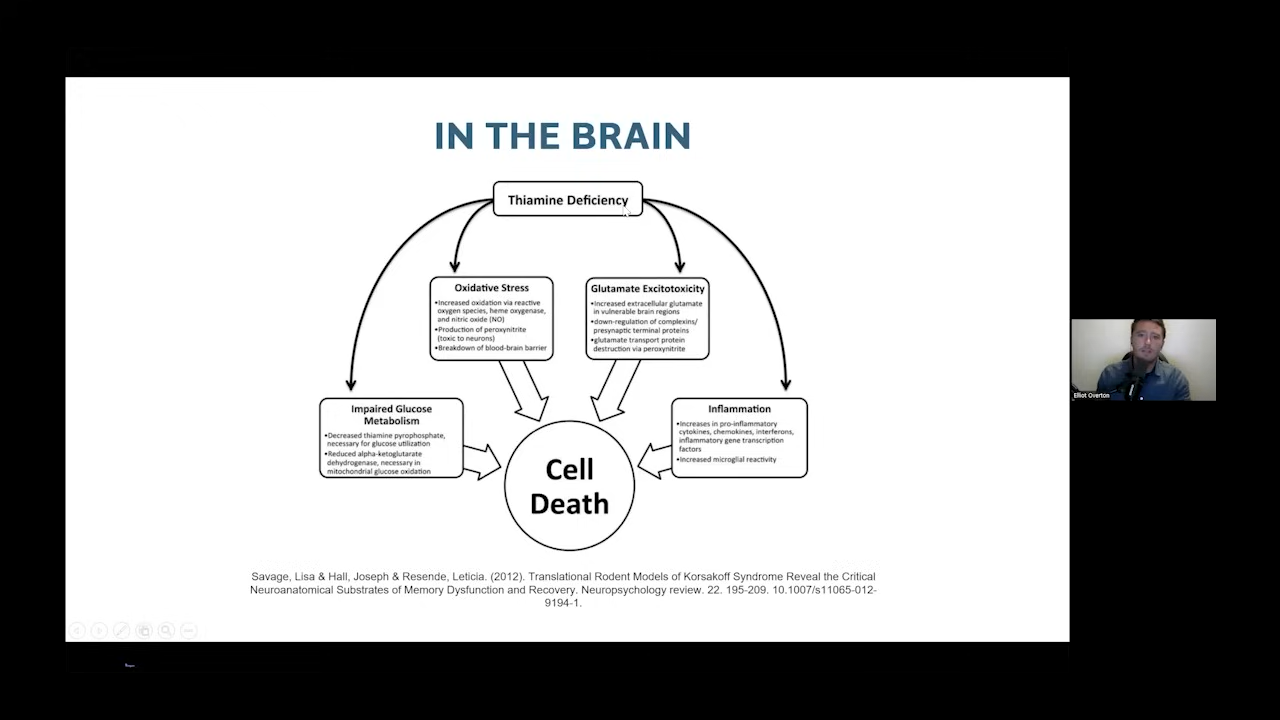 IN THE BRAIN
Thiamine Deficiency
Oxidative Stress
•Increased oxidation via reactive
oxygen species, heme oxygenase,
and nitric oxide (NO)
•Production of peroxynitrite
(toxic to neurons)
•Breakdown of blood-brain barrier
Glutamate Excitotoxicity
•Increased extracellular glutamate
in vulnerable brain regions
•down-regulation of complexins/
presynaptic terminal proteins
•glutamate transport protein
destruction via peroxynitrite
Impaired Glucose
Metabolism
•Decreased thiamine pyrophosphate,
necessary for glucose utilization
•Reduced alpha-ketoglutarate
dehydrogenase, necessary in
mitochondrial glucose oxidation
Inflammation
•Increases in pro-inflammatory
cytokines, chemokines, interferons,
inflammatory gene transcription
factors
•Increased microglial reactivity
Cell
Death
Savage, Lisa & Hall, Joseph & Resende, Leticia. (2012). Translational Rodent Models of Korsakoff Syndrome Reveal the Critical
Neuroanatomical Substrates of Memory Dysfunction and Recovery. Neuropsychology review. 22. 195-209. 10.1007/s11065-012-
9194-1.
Elliot Overton